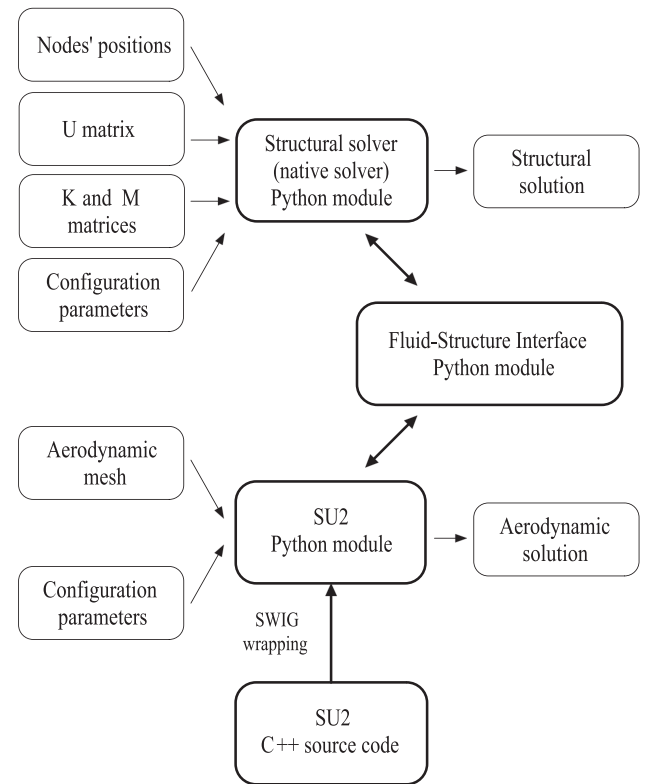 Nodes' positions
U matrix
K and M
matrices
Configuration
parameters
Structural solver
(native solver)
Python module
Structural
solution
Fluid-Structure Interface
Python module
Aerodynamic
mesh
Configuration
parameters
SU2
Python module
Aerodynamic
solution
SWIG
wrapping
SU2
C++ source code